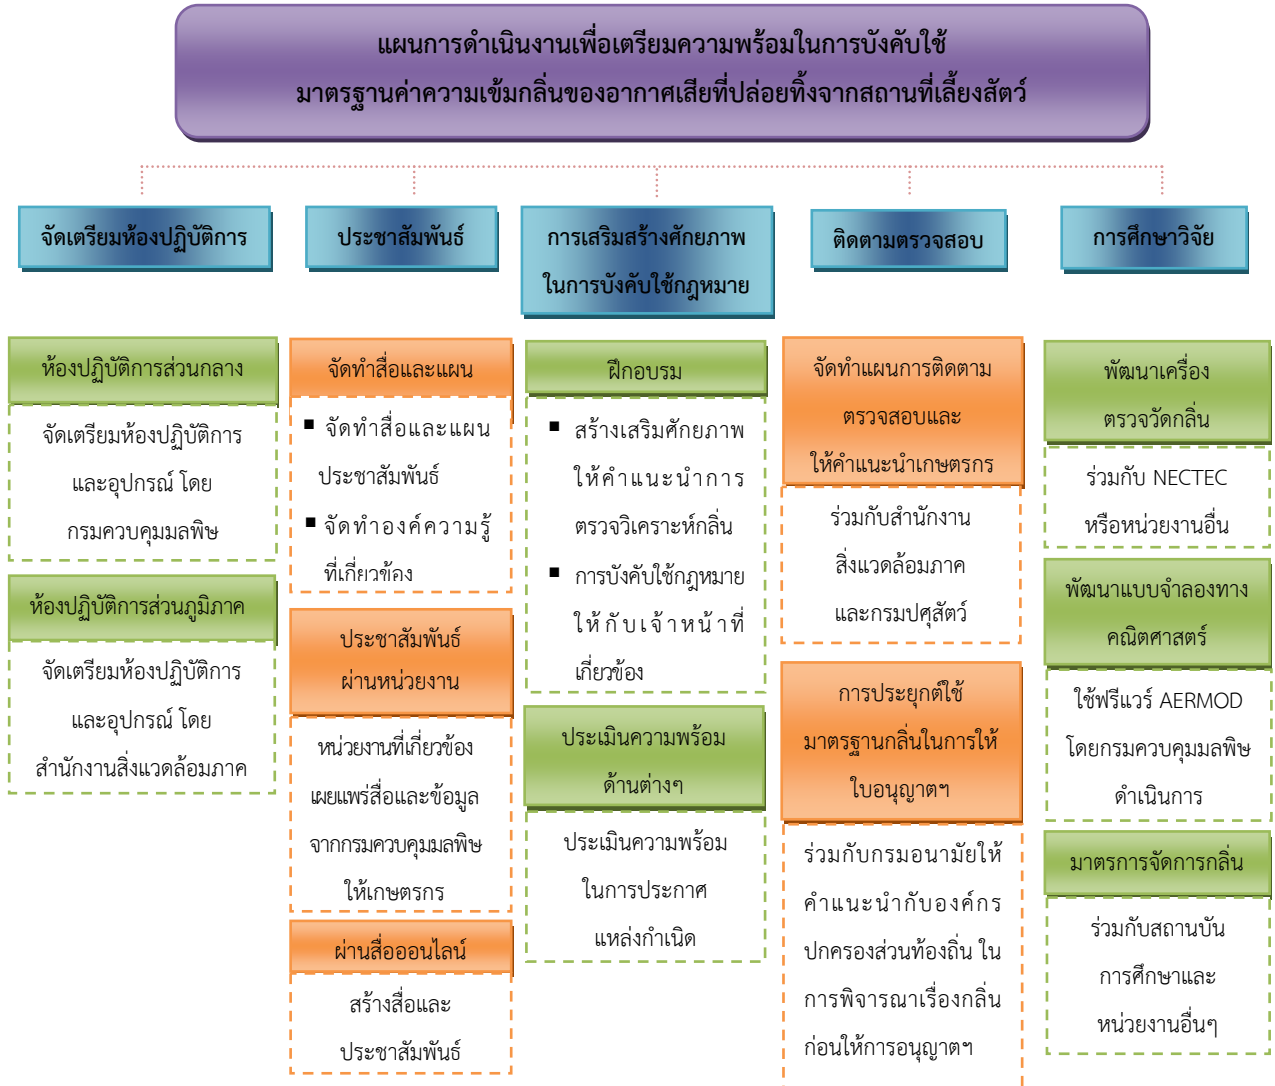 แผนการดำเนินงานเพื่อเตรียมความพร้อมในการบังคับใช้
มาตรฐานค่าความเข้มกลิ่นของอากาศเสียที่ปล่อยทิ้งจากสถานที่เลี้ยงสัตว์
จัดเตรียมห้องปฏิบัติการ
ห้องปฏิบัติการส่วนกลาง
จัดเตรียมห้องปฏิบัติการ
และอุปกรณ์ โดย
กรมควบคุมมลพิษ
ห้องปฏิบัติการส่วนภูมิภาค
จัดเตรียมห้องปฏิบัติการ
และอุปกรณ์ โดย
สำนักงานสิ่งแวดล้อมภาค
ประชาสัมพันธ์
จัดทำสื่อและแผน
▪ จัดทำสื่อและแผน
ประชาสัมพันธ์
▪ จัดทำองค์ความรู้
ที่เกี่ยวข้อง
ประชาสัมพันธ์
ผ่านหน่วยงาน
หน่วยงานที่เกี่ยวข้อง
เผยแพร่สื่อและข้อมูล
จากกรมควบคุมมลพิษ
ให้เกษตรกร
ผ่านสื่อออนไลน์
สร้างสื่อและ
ประชาสัมพันธ์
การเสริมสร้างศักยภาพ
ในการบังคับใช้กฎหมาย
ฝึกอบรม
▪ สร้างเสริมศักยภาพ
ให้คำแนะนำการ
ตรวจวิเคราะห์กลิ่น
▪ การบังคับใช้กฎหมาย
ให้กับเจ้าหน้าที่
เกี่ยวข้อง
ประเมินความพร้อม
ด้านต่างๆ
ประเมินความพร้อม
ในการประกาศ
แหล่งกำเนิด
ติดตามตรวจสอบ
จัดทำแผนการติดตาม
ตรวจสอบและ
ให้คำแนะนำเกษตรกร
ร่วมกับสำนักงาน
สิ่งแวดล้อมภาค
และกรมปศุสัตว์
การประยุกต์ใช้
มาตรฐานกลิ่นในการให้
ใบอนุญาตฯ
ร่วมกับกรมอนามัยให้
คำแนะนำกับองค์กร
ปกครองส่วนท้องถิ่น ใน
การพิจารณาเรื่องกลิ่น
ก่อนให้การอนุญาตฯ
การศึกษาวิจัย
พัฒนาเครื่อง
ตรวจวัดกลิ่น
ร่วมกับ NECTEC
หรือหน่วยงานอื่น
พัฒนาแบบจำลองทาง
คณิตศาสตร์
ใช้ฟรีแวร์ AERMOD
โดยกรมควบคุมมลพิษ
ดำเนินการ
มาตรการจัดการกลิ่น
ร่วมกับสถานบัน
การศึกษาและ
หน่วยงานอื่นๆ